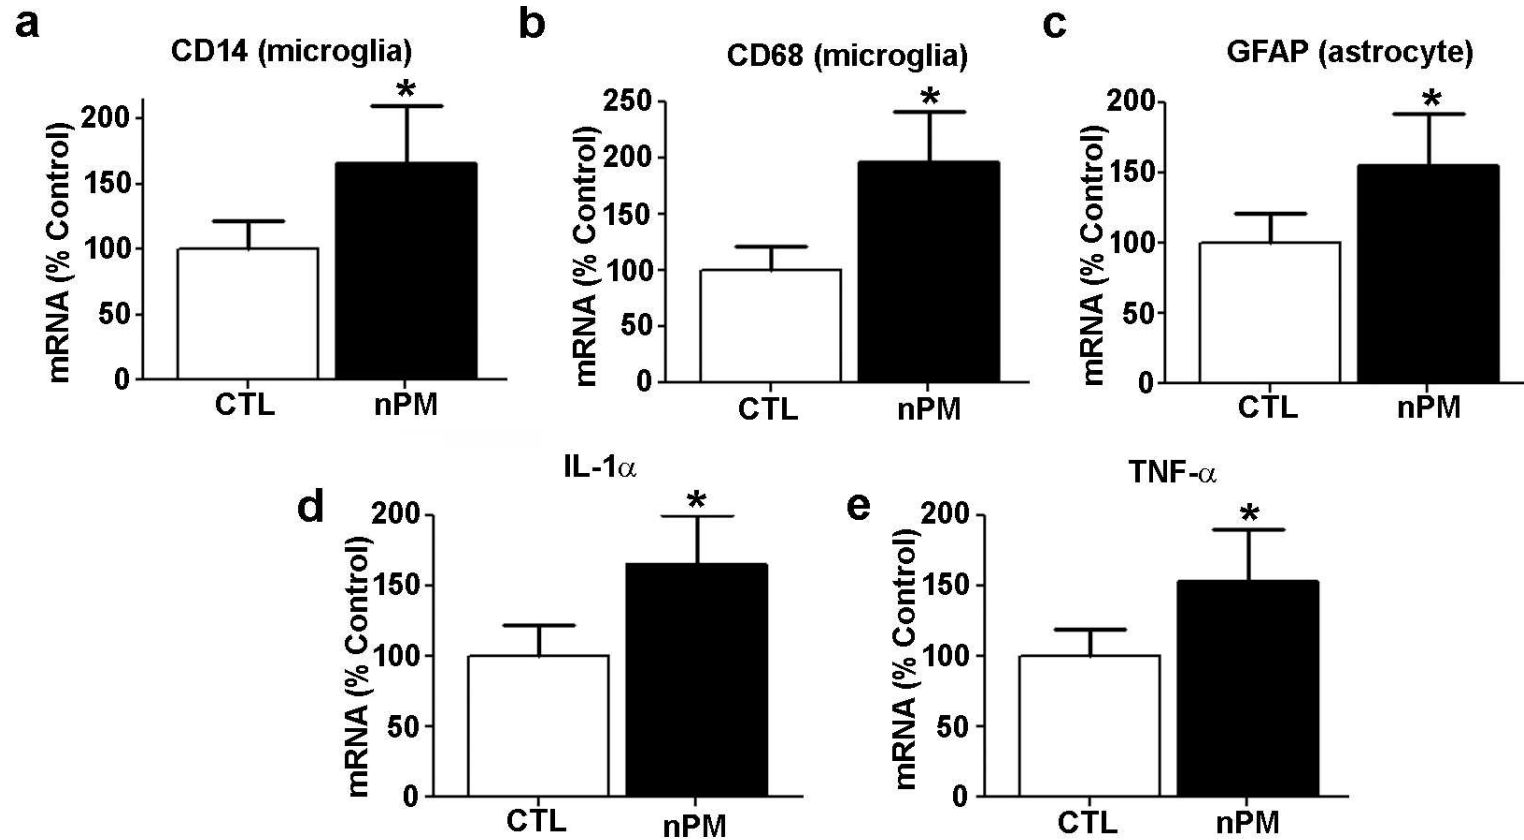 a
CD14 (microglia)
mRNA (% Control)
200
150
100
50
0
*
CTL
nPM
b
CD68 (microglia)
mRNA (% Control)
250
200
150
100
50
0
*
CTL
nPM
c
GFAP (astrocyte)
mRNA (% Control)
200
150
100
50
0
*
CTL
nPM
d
IL-1α
mRNA (% Control)
200
150
100
50
0
*
CTL
nPM
e
TNF-α
mRNA (% Control)
200
150
100
50
0
*
CTL
nPM